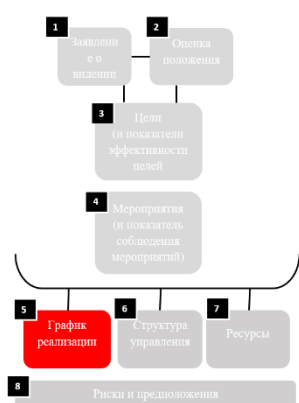 1
Заявлени
е о
видении
2
Оценка
положения
3
Цели
(и показатели
эффективности
целей
4
Мероприятия
(и показатель
соблюдения
мероприятий)
5
График
реализации
6
Структура
управления
7
Ресурсы
8
Риски и предположения